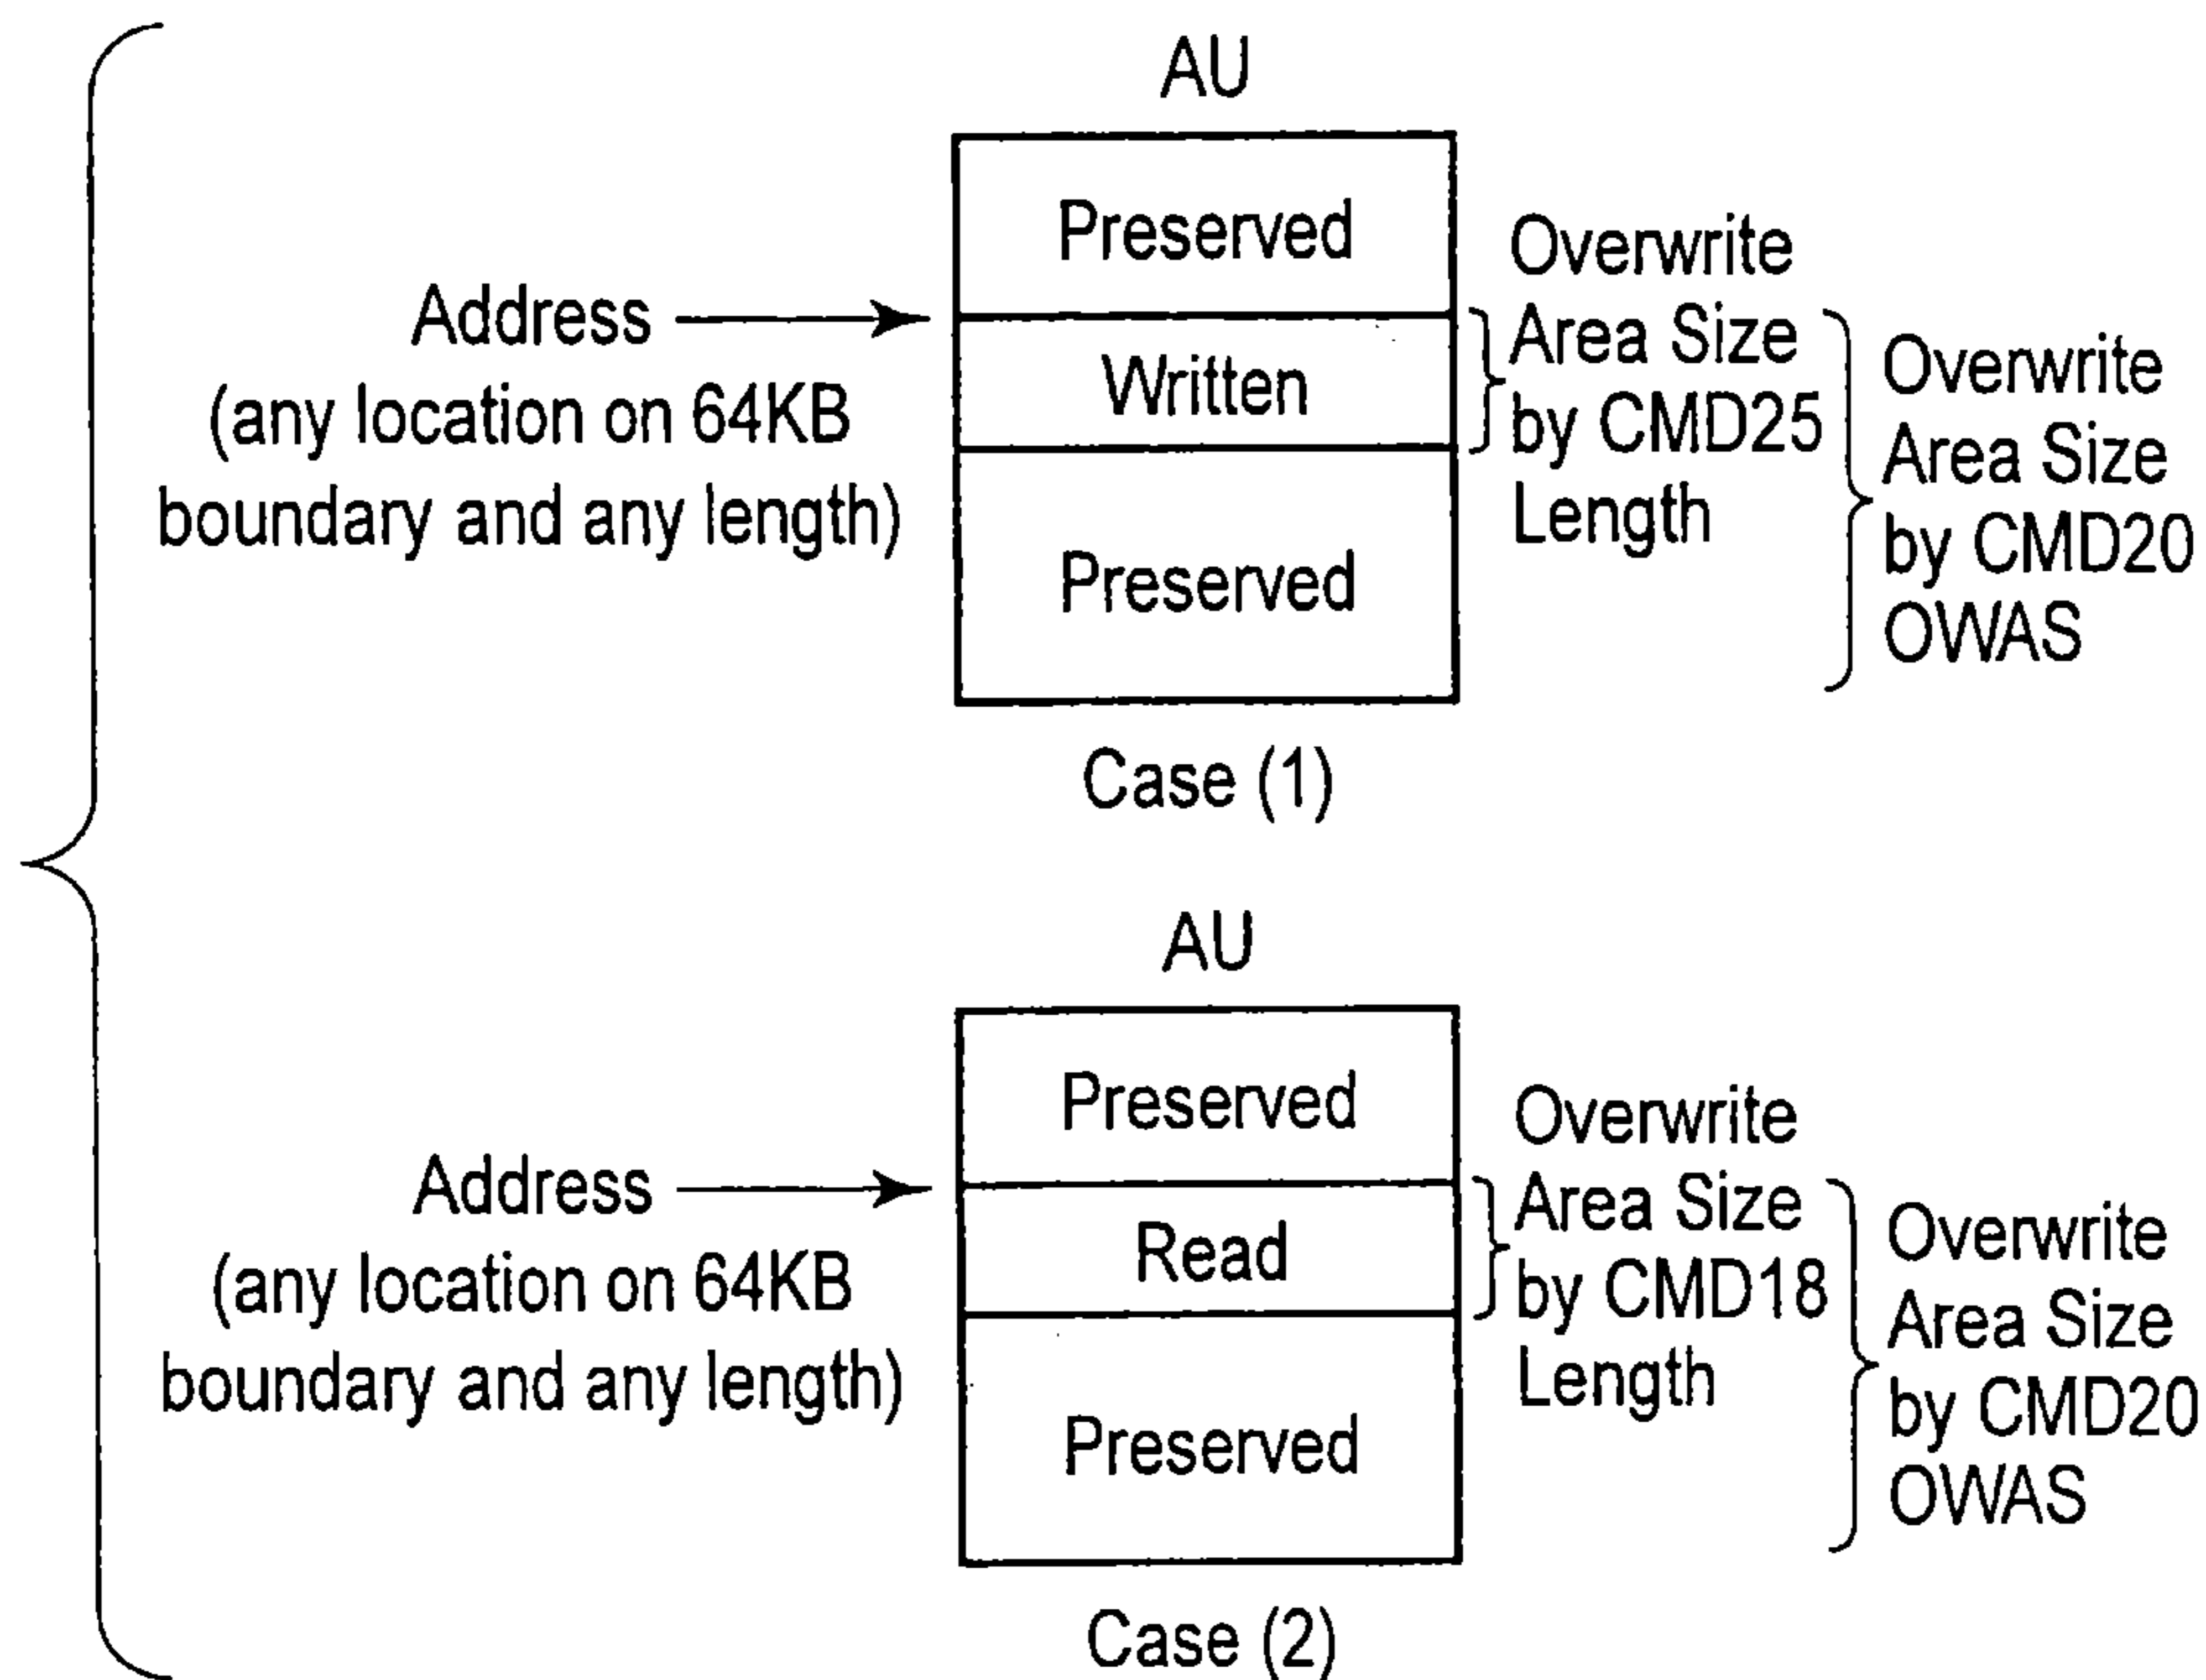 AU
Preserved
Address
(any location on 64KB
boundary and any length)
Written
Preserved
Overwrite
Area Size
by CMD25
Length
Overwrite
Area Size
by CMD20
OWAS
Case (1)
AU
Preserved
Address
(any location on 64KB
boundary and any length)
Read
Preserved
Overwrite
Area Size
by CMD18
Length
Overwrite
Area Size
by CMD20
OWAS
Case (2)